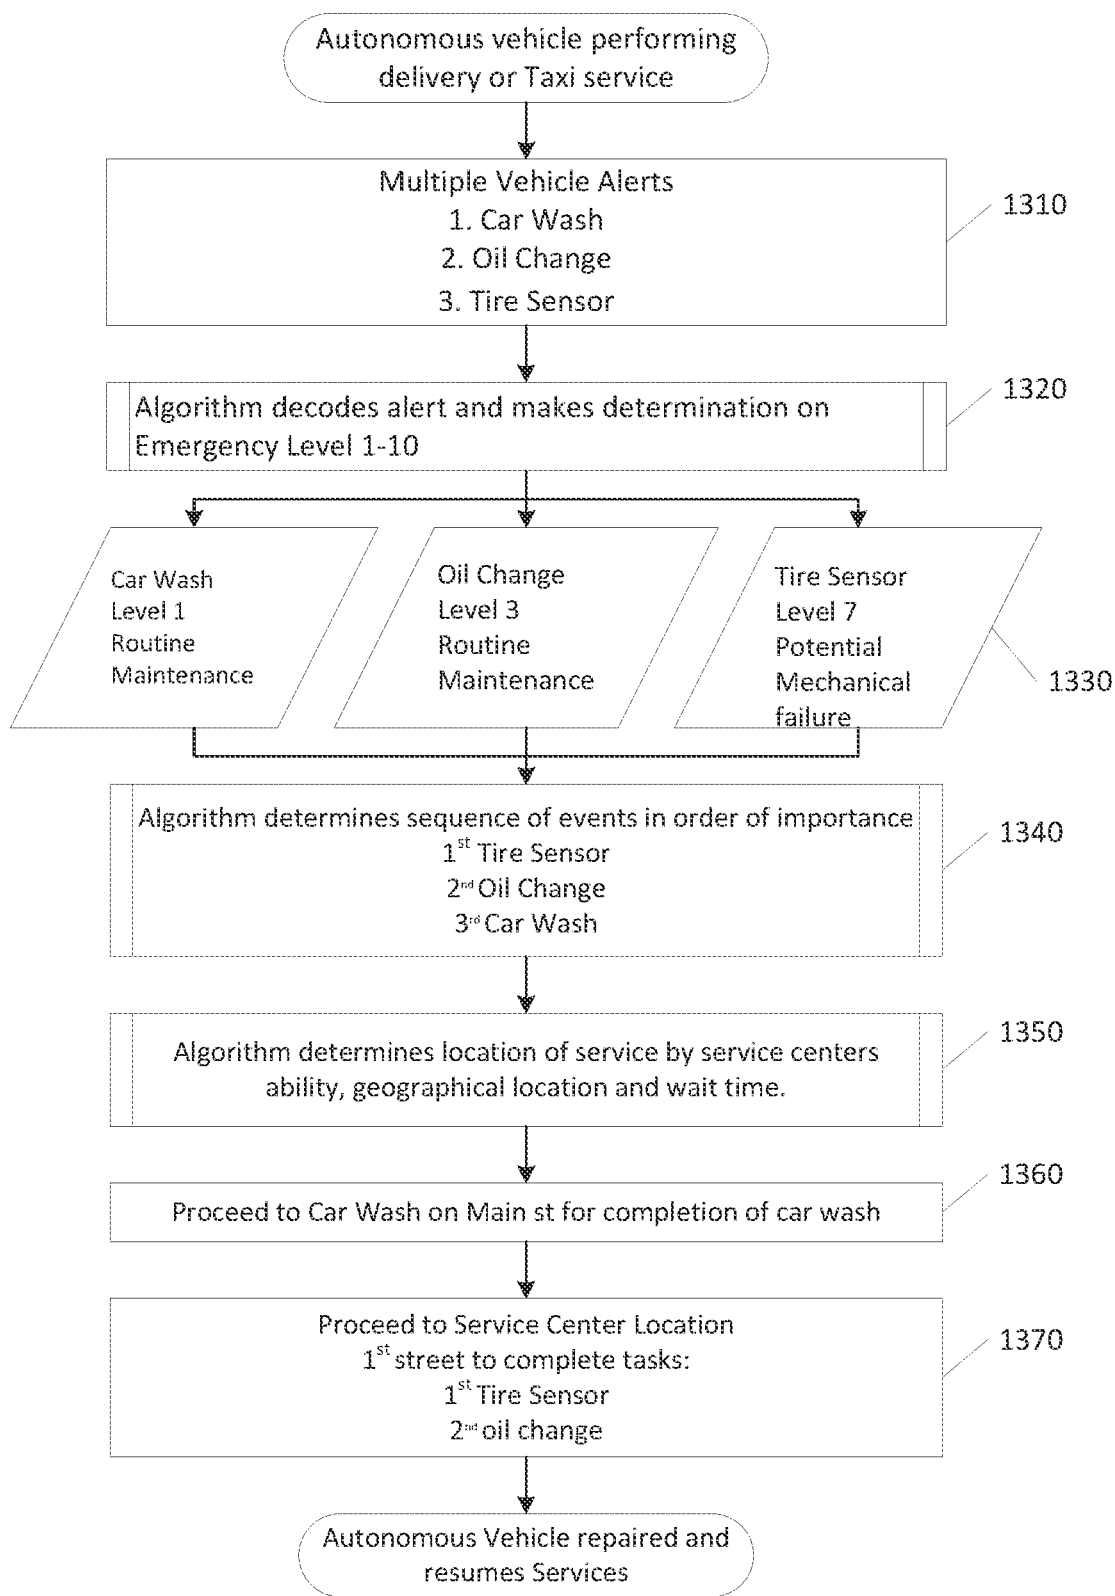 Autonomous vehicle performing
delivery or Taxi service
Multiple Vehicle Alerts
1. Car Wash
2. Oil Change
3. Tire Sensor
1310
Algorithm decodes alert and makes determination on
Emergency Level 1-10
1320
Car Wash
Level 1
Routine
Maintenance
Oil Change
Level 3
Routine
Maintenance
Tire Sensor
Level 7
Potential
Mechanical
failure
1330
Algorithm determines sequence of events in order of importance
1st Tire Sensor
2nd Oil Change
3rd Car Wash
1340
Algorithm determines location of service by service centers
ability, geographical location and wait time.
1350
Proceed to Car Wash on Main st for completion of car wash
1360
Proceed to Service Center Location
1st street to complete tasks:
1st Tire Sensor
2nd oil change
1370
Autonomous Vehicle repaired and
resumes Services